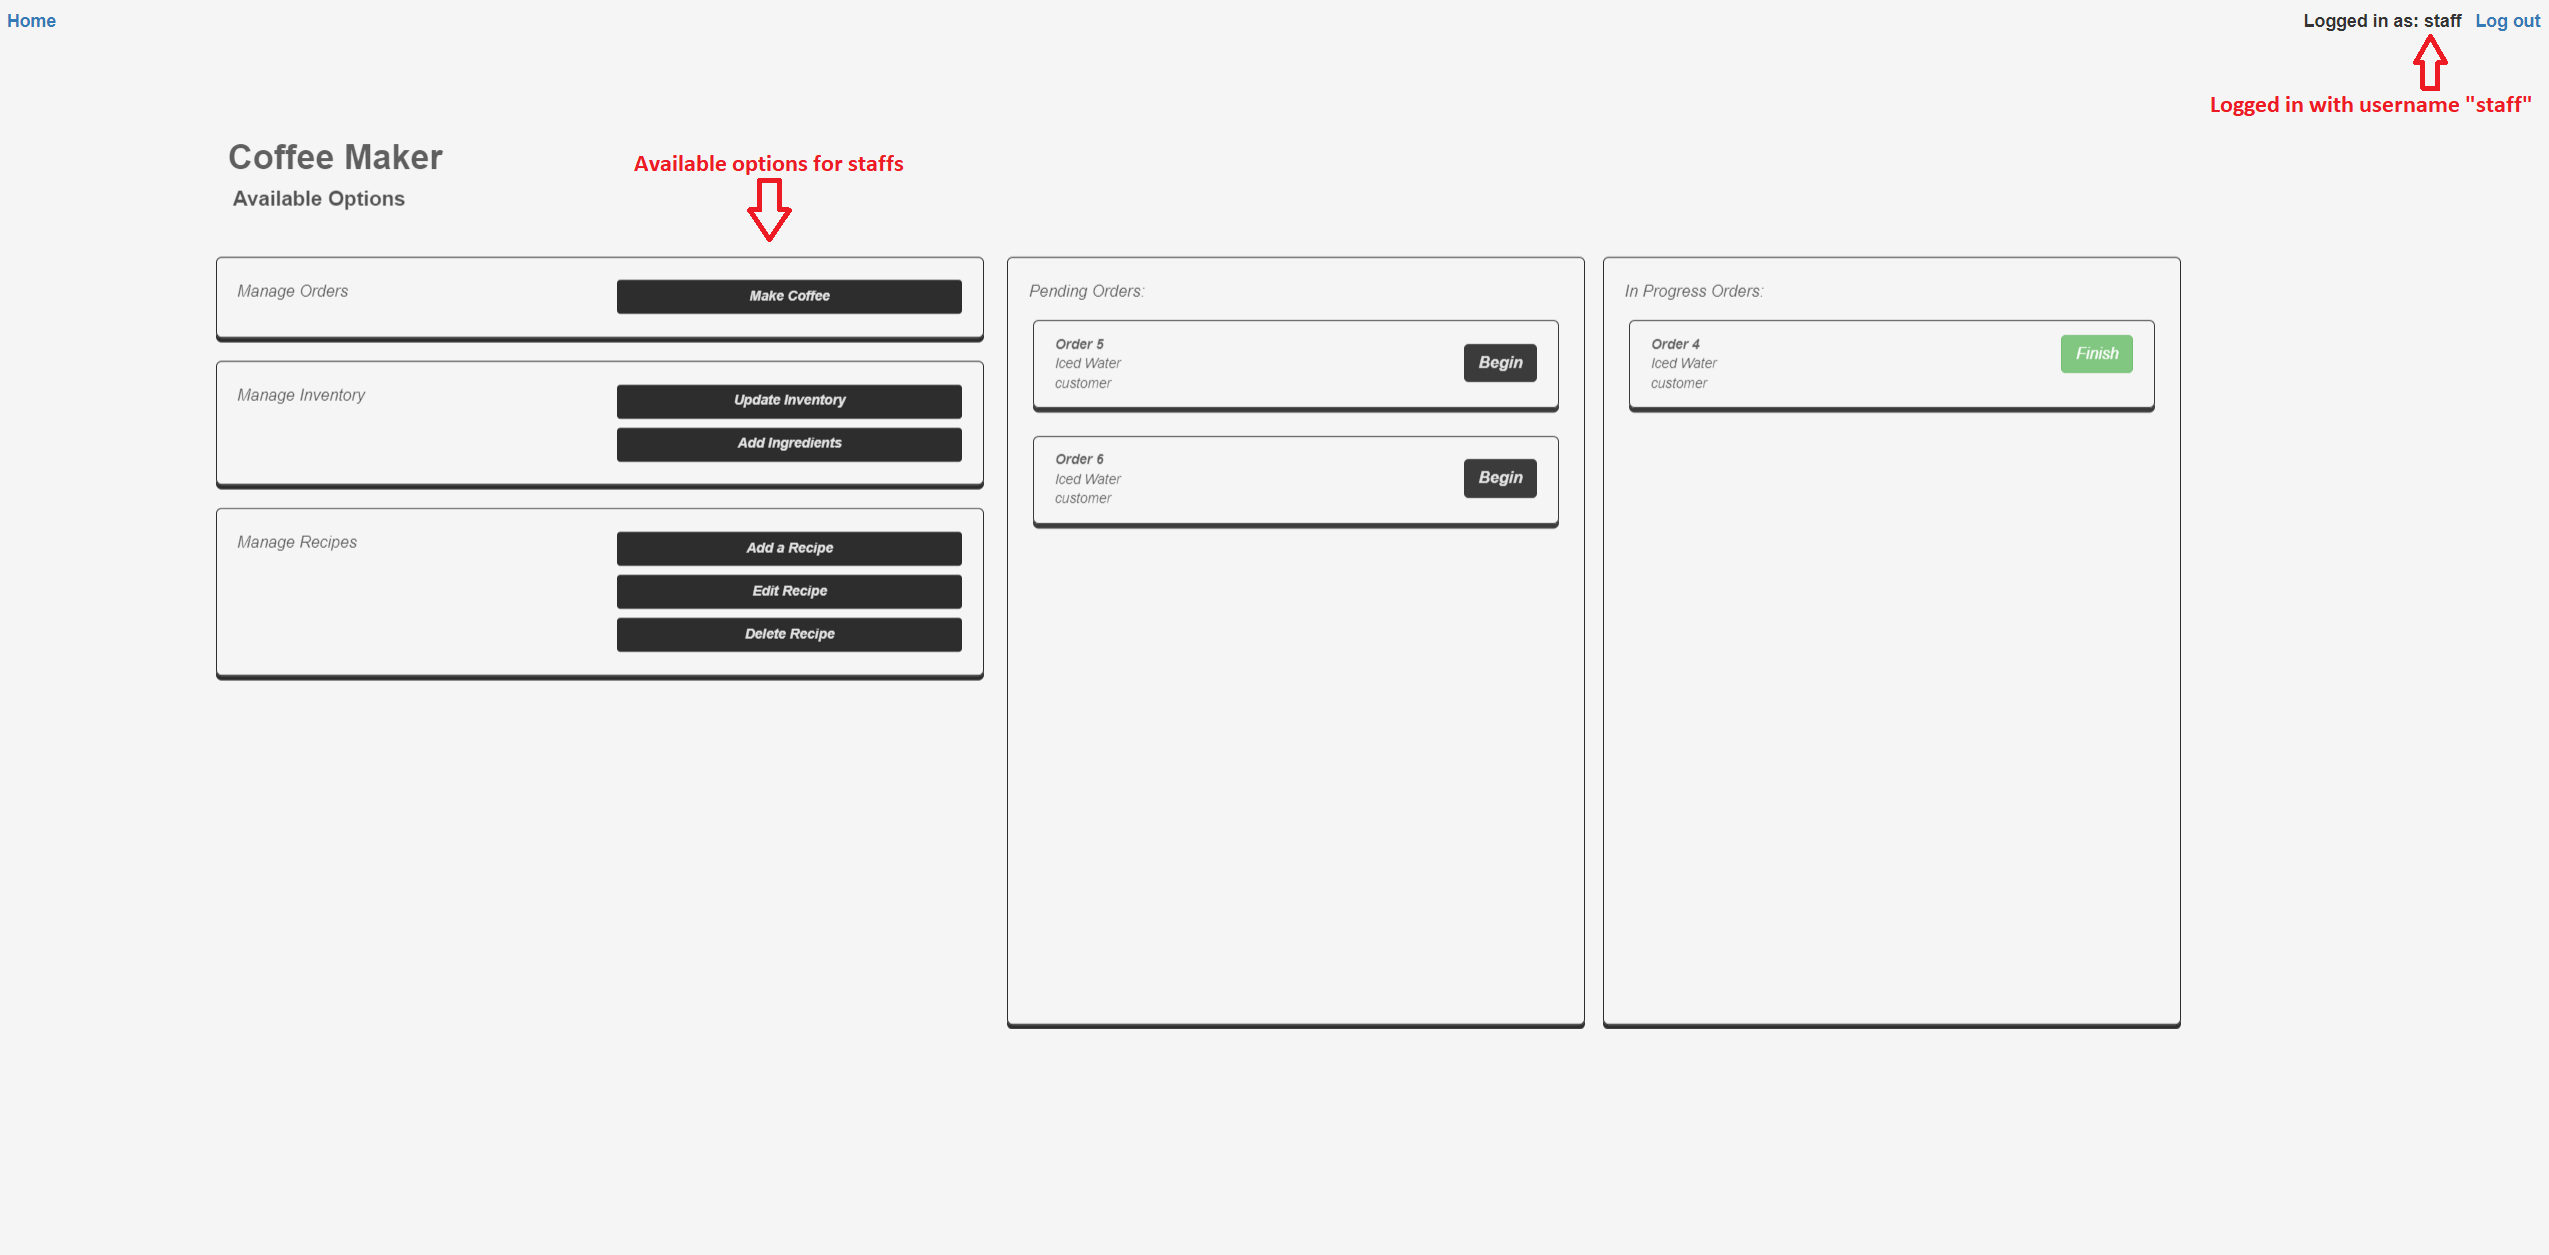 Home
Logged in as: staff Log out
Logged in with username "staff"
Coffee Maker
Available Options
Available options for staffs
Manage Orders
Make Coffee
Manage Inventory
Update Inventory
Add Ingredients
Manage Recipes
Add a Recipe
Edit Recipe
Delete Recipe
Pending Orders:
Order 5
Iced Water
customer
Begin
Order 6
Iced Water
customer
Begin
In Progress Orders:
Order 4
Iced Water
customer
Finish